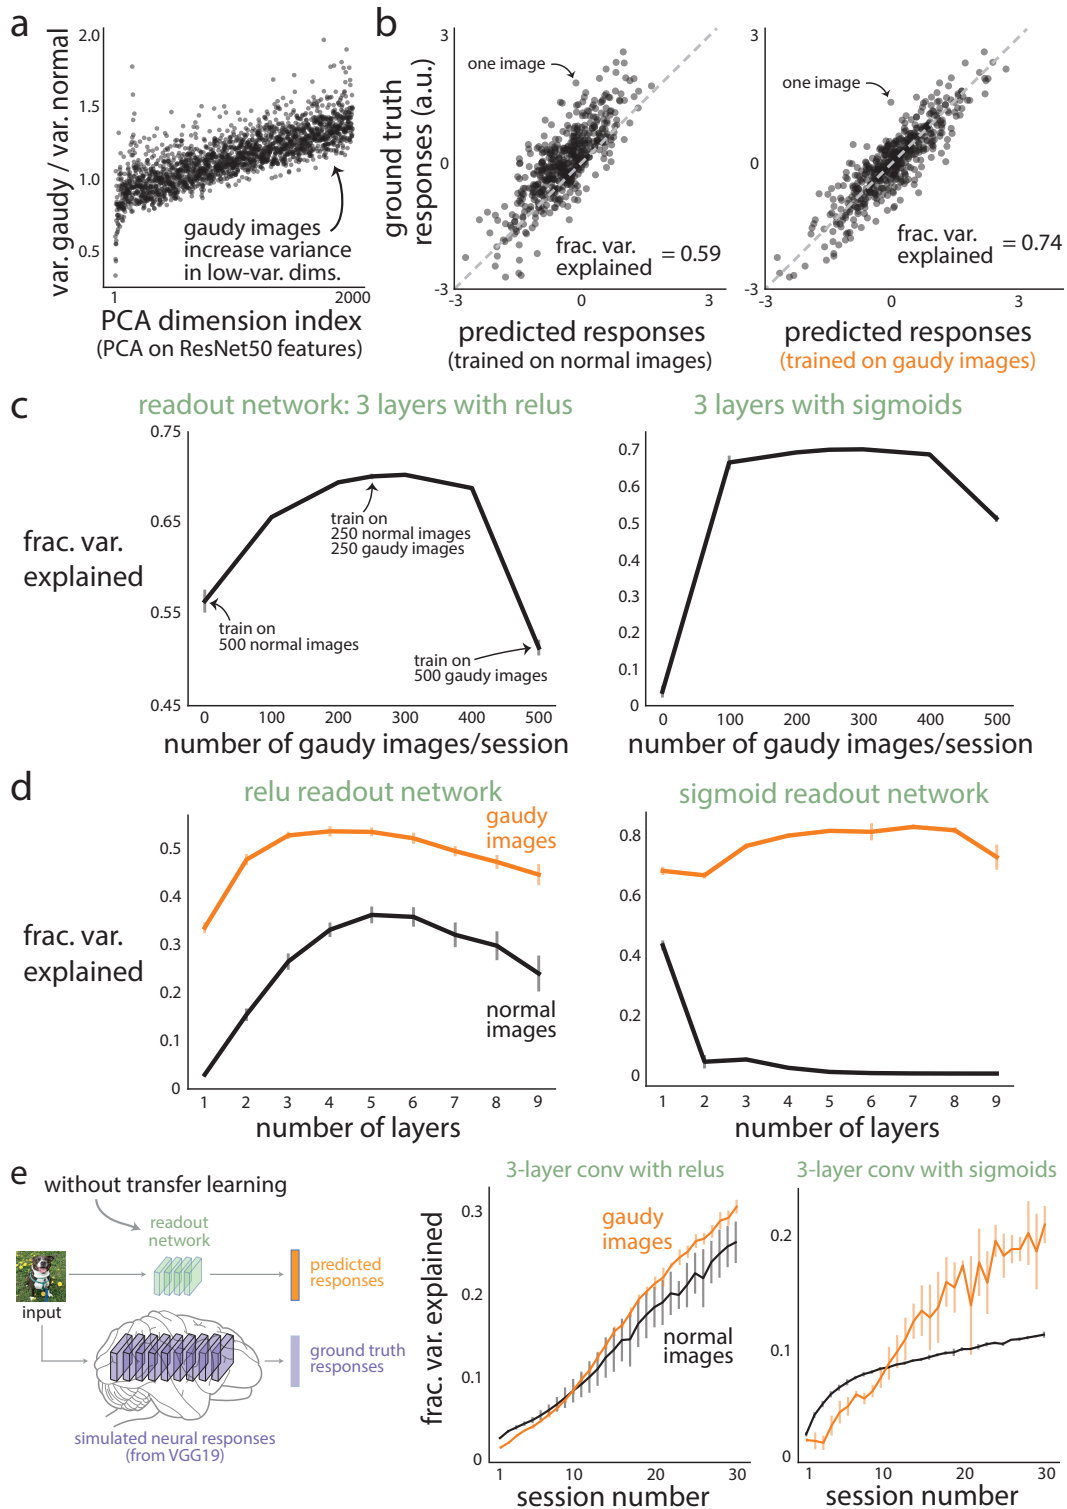 a
var. gaudy / var. normal
2.0
1.5
1.0
0.5
gaudy images
increase variance
in low-var. dims.
1
2000
PCA dimension index
(PCA on ResNet50 features)
b
ground truth
responses (a.u.)
3
0
-3
one image
frac. var.
explained = 0.59
-3
0
3
predicted responses
(trained on normal images)
3
0
-3
one image
frac. var.
explained = 0.74
-3
0
3
predicted responses
(trained on gaudy images)
c
readout network: 3 layers with relus
frac. var.
explained
0.75
0.65
0.55
0.45
train on
250 normal images
250 gaudy images
train on
500 normal images
train on
500 gaudy images
0
100
200
300
400
500
number of gaudy images/session
3 layers with sigmoids
0.7
0.6
0.5
0.4
0.3
0.2
0.1
0
0
100
200
300
400
500
number of gaudy images/session
d
relu readout network
frac. var.
explained
0.5
0.4
0.3
0.2
0.1
0
gaudy
images
normal
images
1
2
3
4
5
6
7
8
9
number of layers
sigmoid readout network
0.8
0.6
0.4
0.2
0
1
2
3
4
5
6
7
8
9
number of layers
e
without transfer learning
readout
network
input
predicted
responses
ground truth
responses
simulated neural responses
(from VGG19)
3-layer conv with relus
frac. var. explained
0.3
0.2
0.1
0
gaudy
images
normal
images
1
10
20
30
session number
3-layer conv with sigmoids
0.2
0.1
0
1
10
20
30
session number